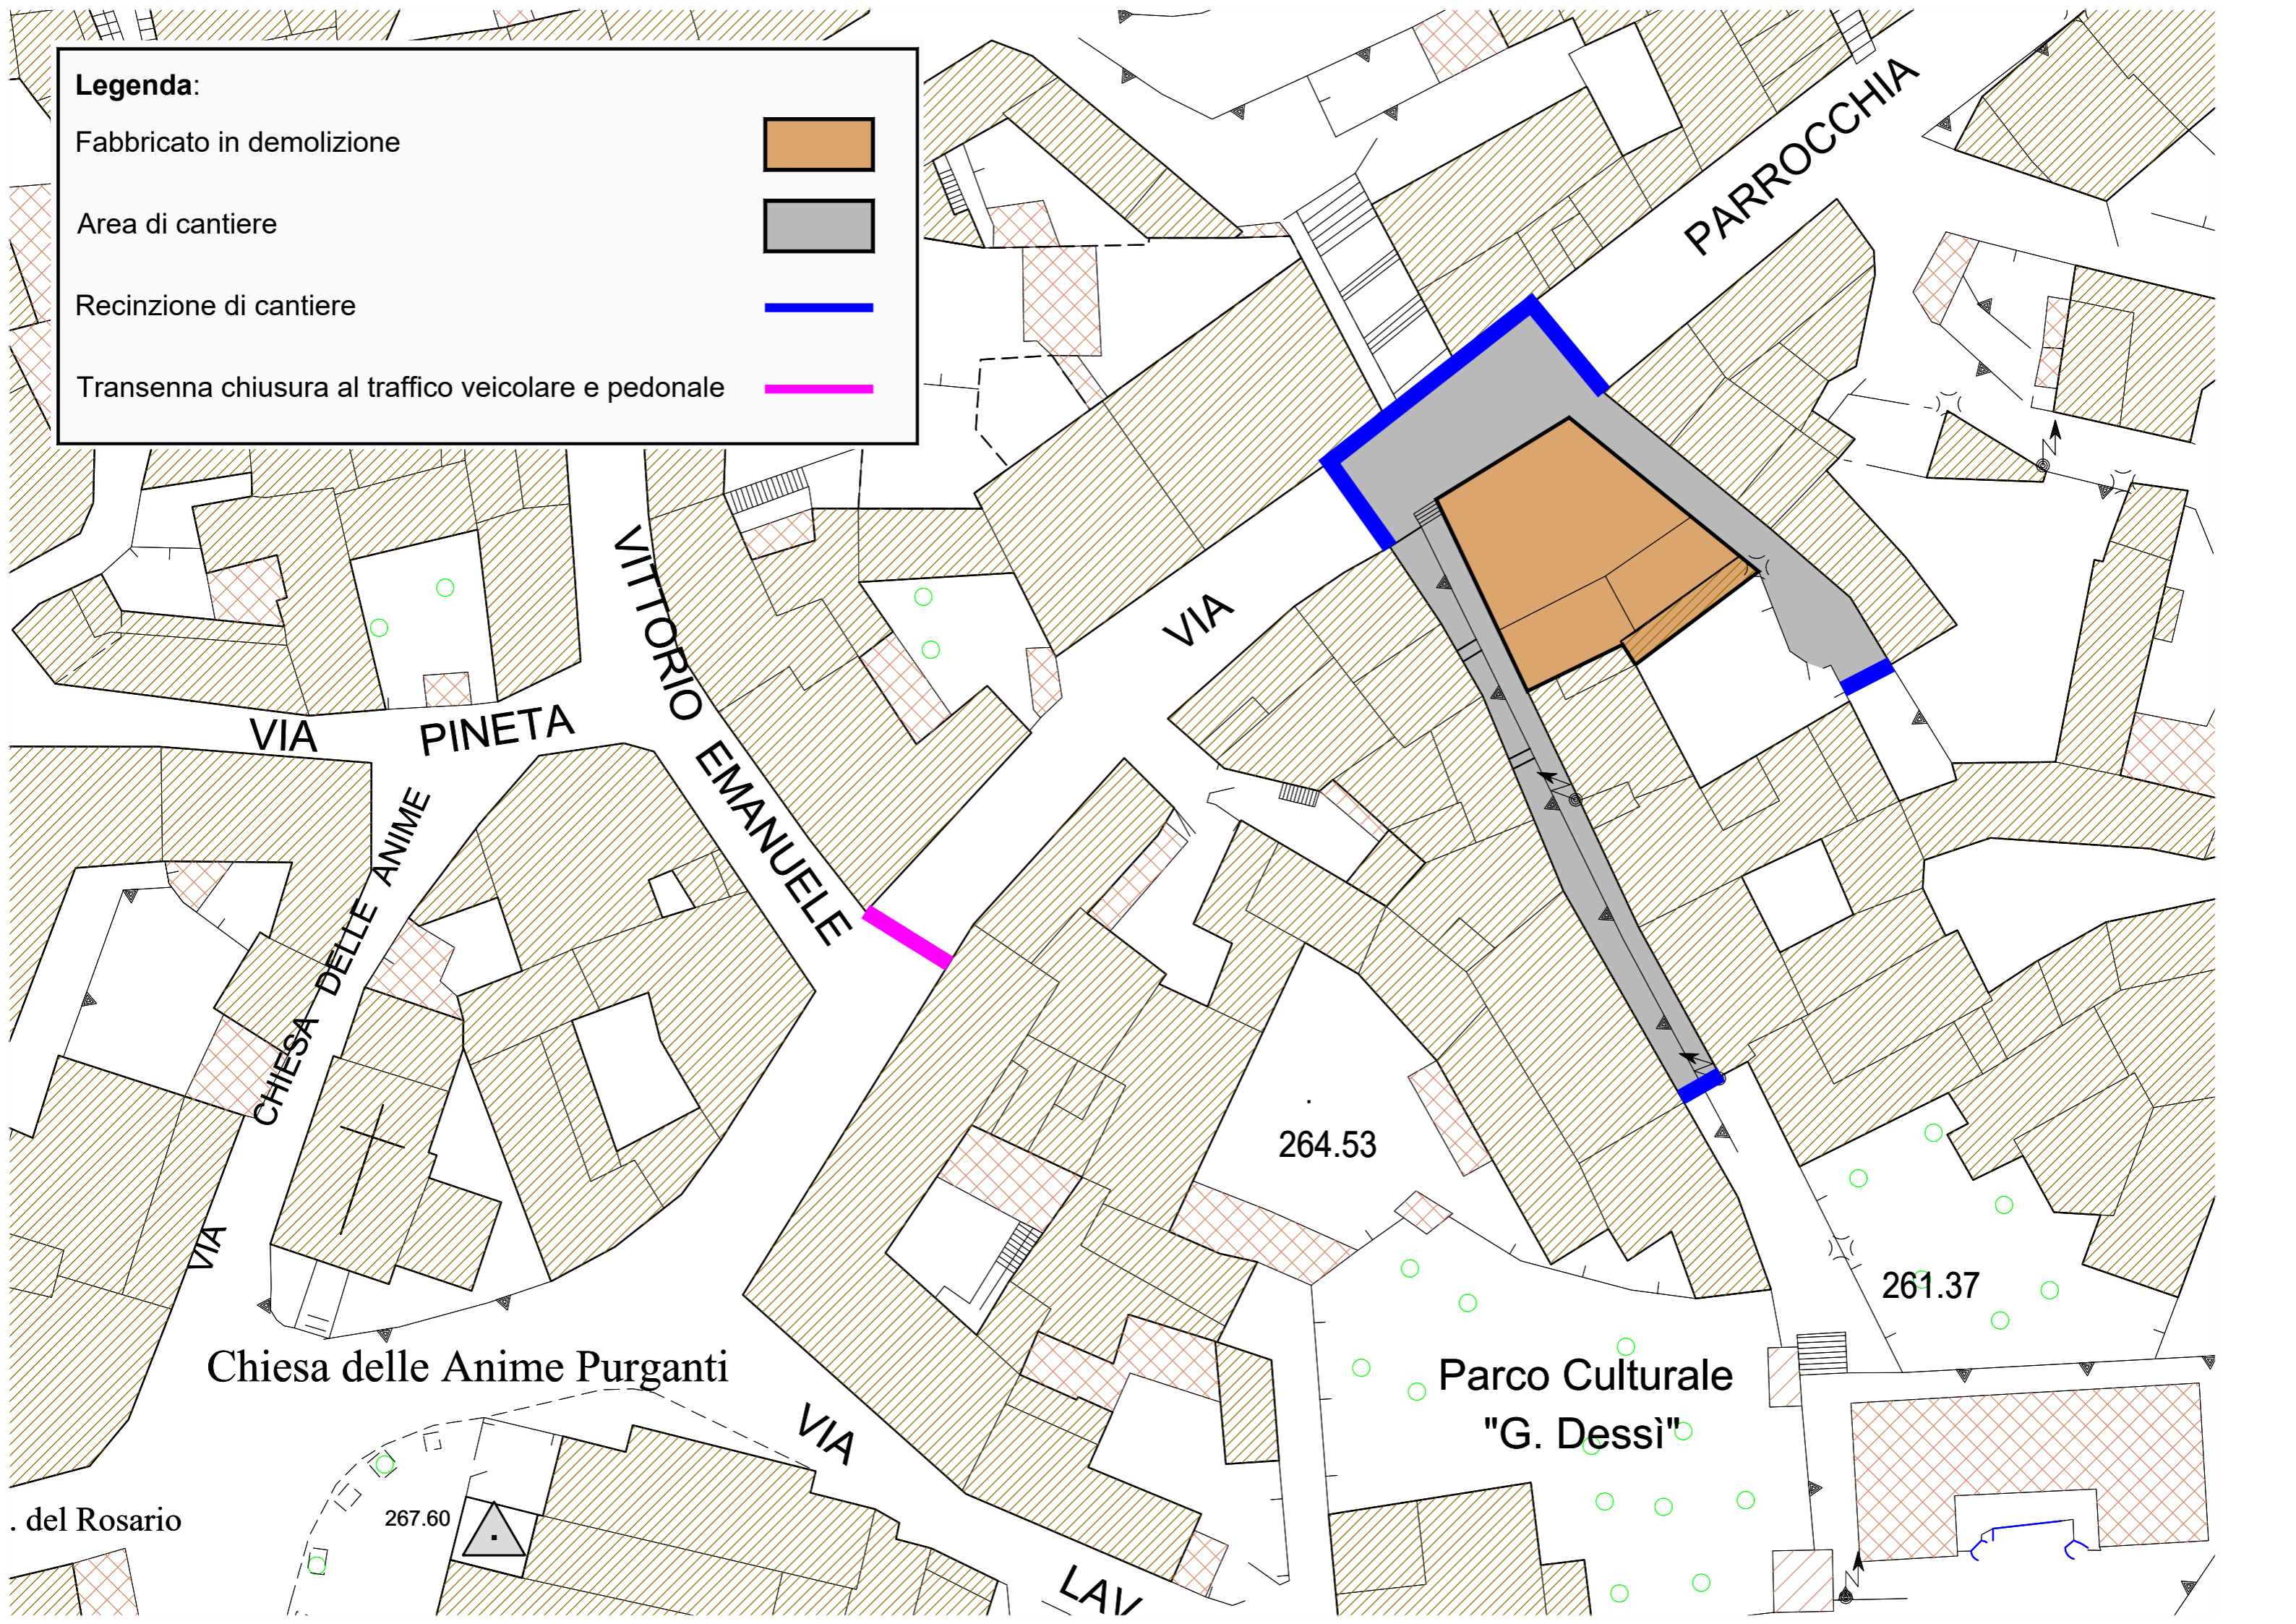 Legenda:
Fabbricato in demolizione
Area di cantiere
Recinzione di cantiere
Transenna chiusura al traffico veicolare e pedonale
PARROCCHIA
VIA
VITTORIO
EMANUELE
VIA PINETA
CHIESA DELLE ANIME
VIA
264.53
261.37
Chiesa delle Anime Purganti
Parco Culturale
"G. Dessì"
VIA
. del Rosario
267.60
LAV